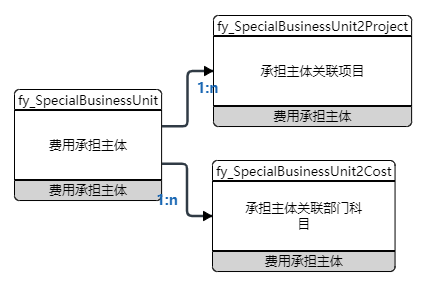 fy_SpecialBusinessUnit2Project
承担主体关联项目
1:n
费用承担主体
fy_SpecialBusinessUnit
费用承担主体
费用承担主体
1:n
fy_SpecialBusinessUnit2Cost
承担主体关联部门科
目
费用承担主体